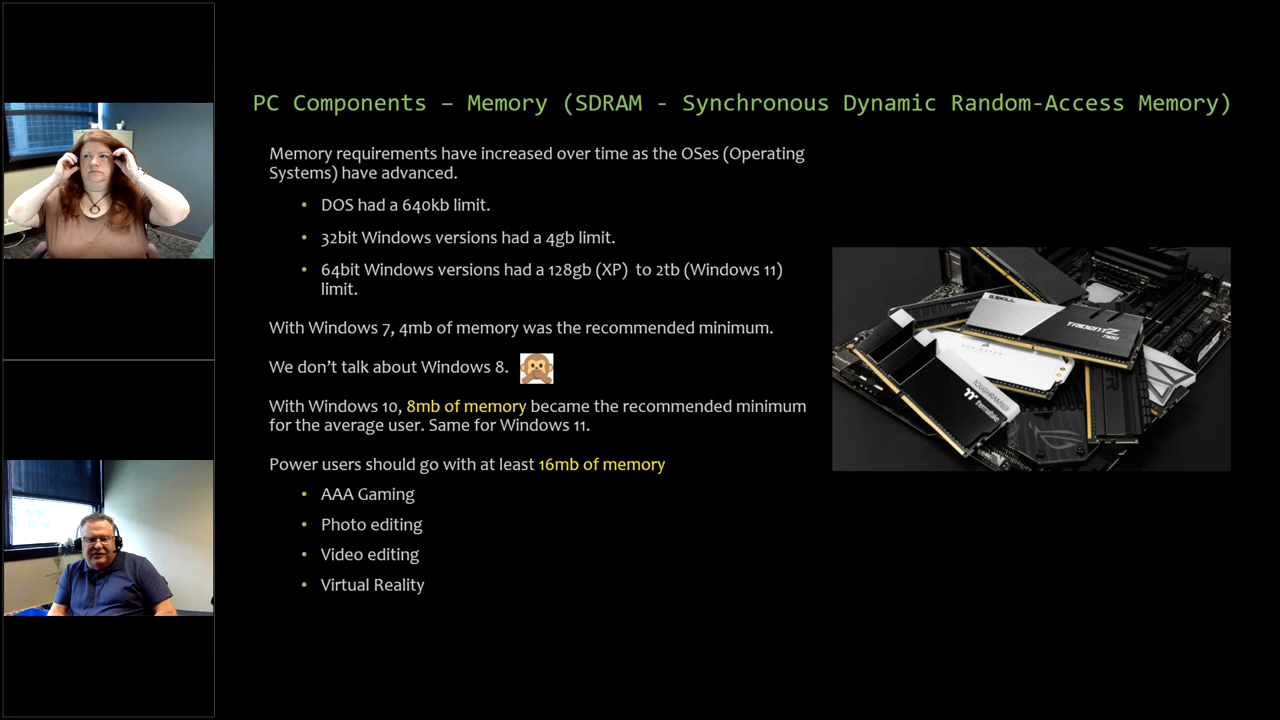 PC Components – Memory (SDRAM - Synchronous Dynamic Random-Access Memory)
Memory requirements have increased over time as the OSes (Operating
Systems) have advanced.
• DOS had a 640kb limit.
• 32bit Windows versions had a 4gb limit.
• 64bit Windows versions had a 128gb (XP) to 2tb (Windows 11)
limit.
With Windows 7, 4mb of memory was the recommended minimum.
We don't talk about Windows 8.
With Windows 10, 8mb of memory became the recommended minimum
for the average user. Same for Windows 11.
Power users should go with at least 16mb of memory
• AAA Gaming
• Photo editing
• Video editing
• Virtual Reality
G.SKILL
TRIDENT Z
neo
TOUGHRAM
Thermaltake